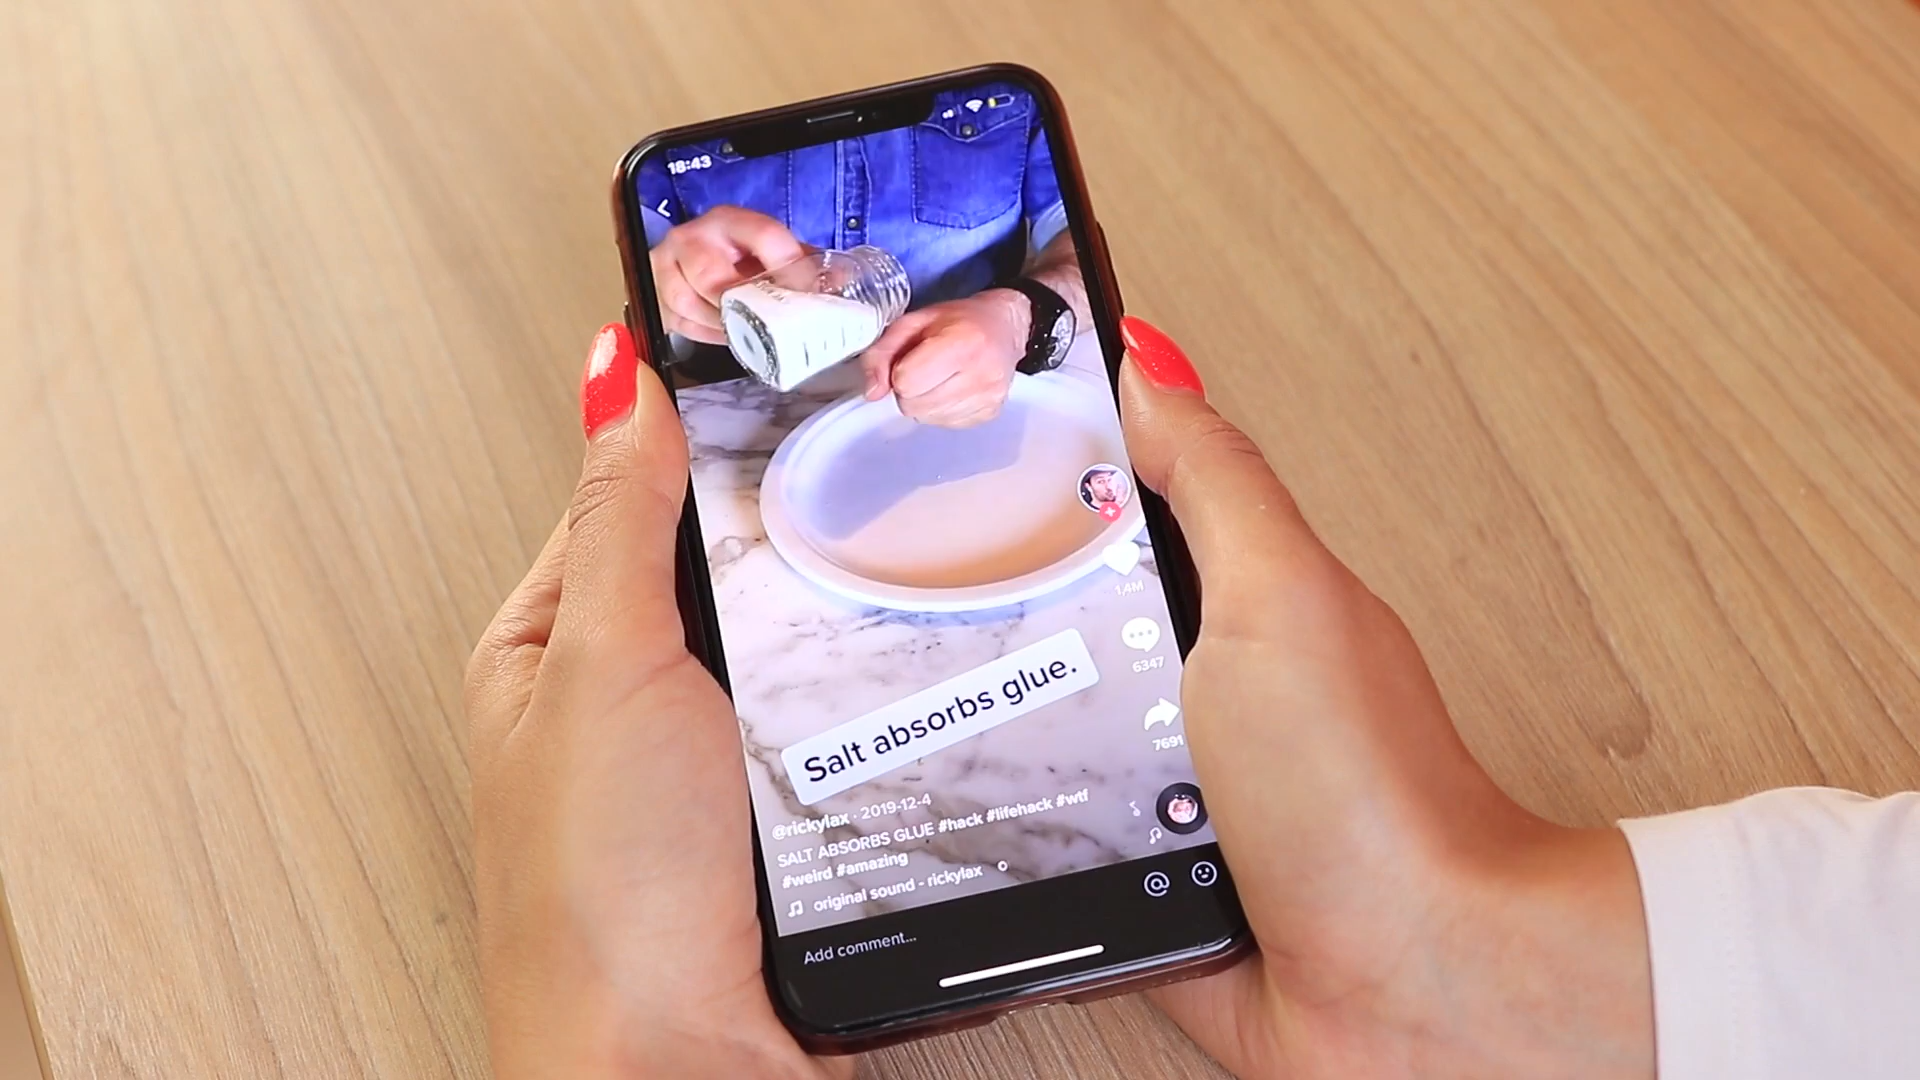 18:43
1,4M
6347
7691
Salt absorbs glue.
@rickylax · 2019-12-4
SALT ABSORBS GLUE #hack #lifehack #wtf
#weird #amazing
original sound - rickylax
Add comment...